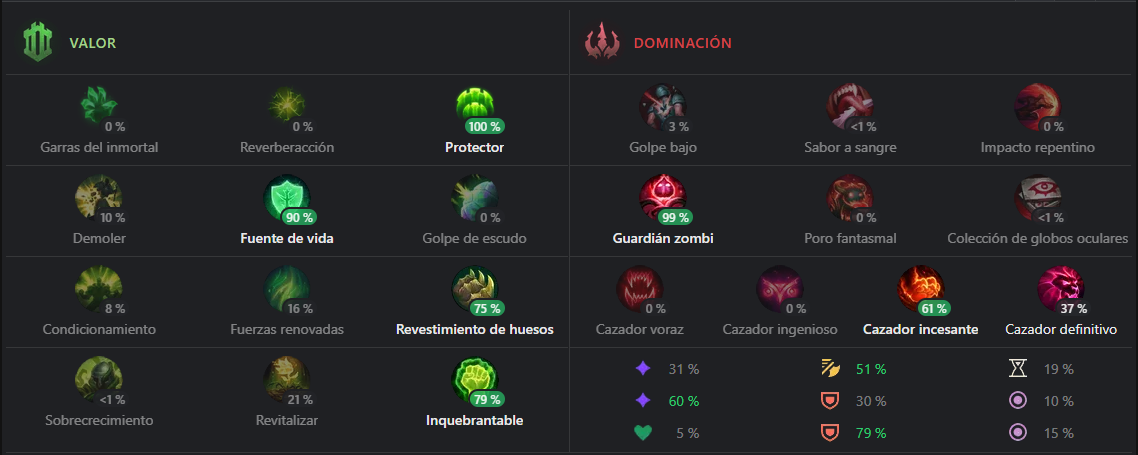 VALOR
DOMINACIÓN
0 %
0 %
100 %
3 %
<1 %
0 %
Garras del inmortal
Reverberacción
Protector
Golpe bajo
Sabor a sangre
Impacto repentino
10 %
90 %
0 %
99 %
0 %
<1 %
Demoler
Fuente de vida
Golpe de escudo
Guardián zombi
Poro fantasmal
Colección de globos oculares
8 %
16 %
75 %
0 %
0 %
61 %
37 %
Condicionamiento
Fuerzas renovadas
Revestimiento de huesos
Cazador voraz
Cazador ingenioso
Cazador incesante
Cazador definitivo
<1 %
21 %
79 %
Sobrecrecimiento
Revitalizar
Inquebrantable
31 %
51 %
19 %
60 %
30 %
10 %
5 %
79 %
15 %